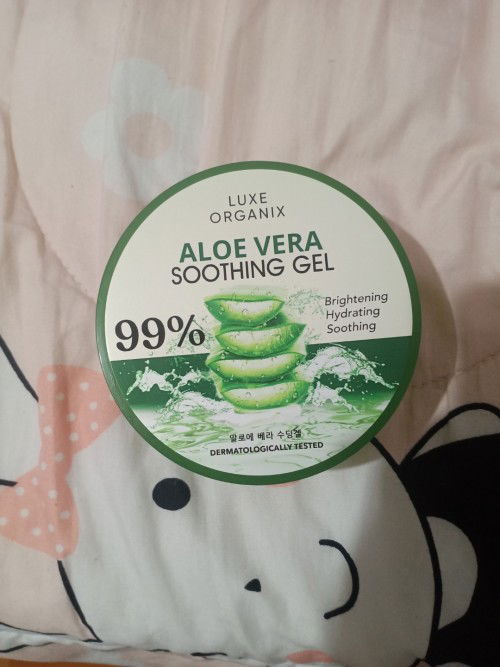 LUXE
ORGANIX
ALOE VERA
SOOTHING GEL
99%
Brightening
Hydrating
Soothing
알로에 베라 수딩젤
DERMATOLOGICALLY TESTED